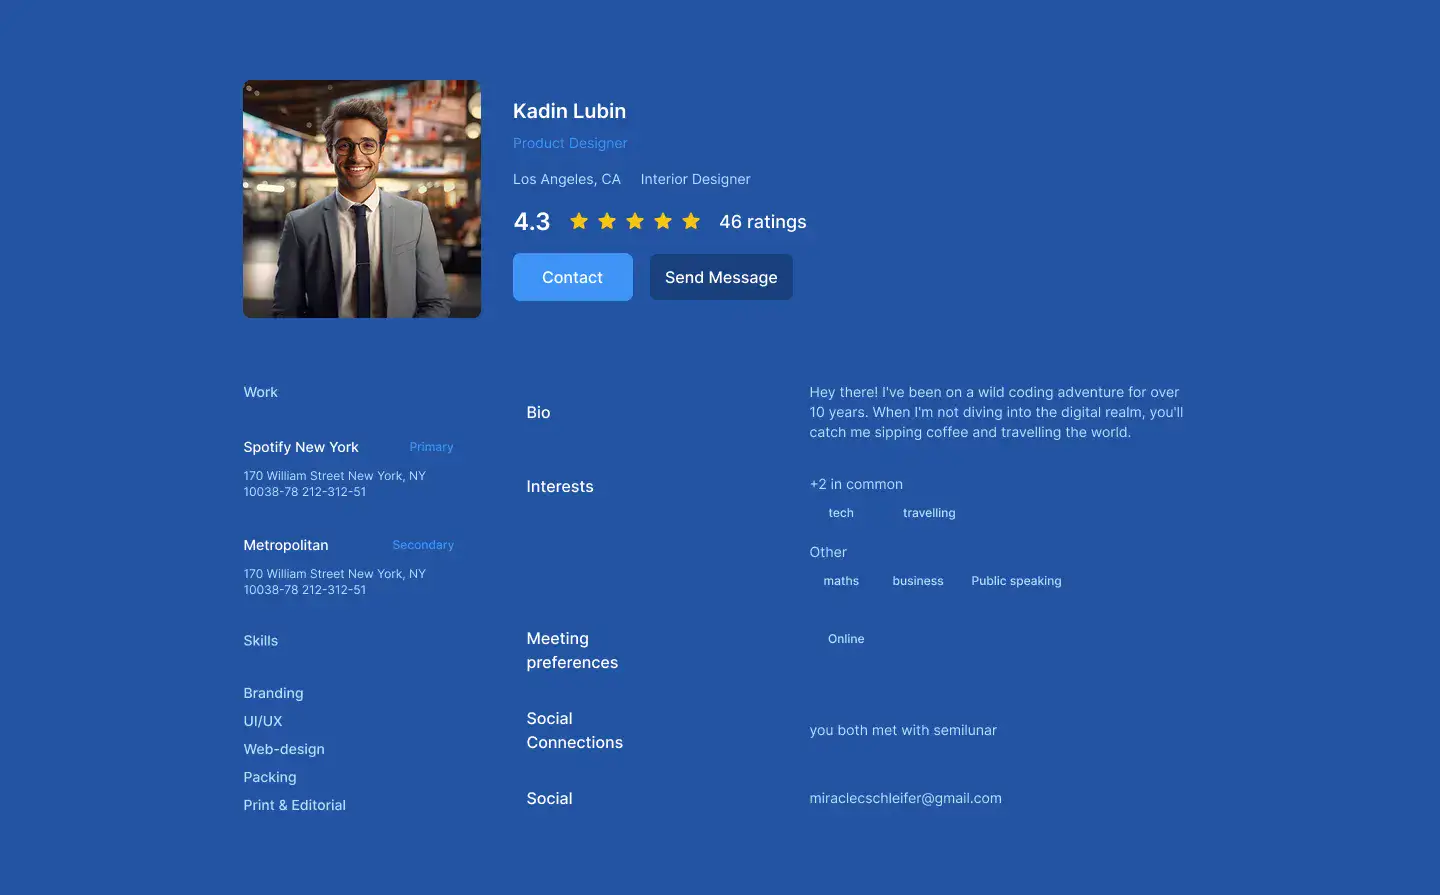 Kadin Lubin
Product Designer
Los Angeles, CA Interior Designer
4.3 46 ratings
Contact Send Message
Work
Spotify New York Primary
170 William Street New York, NY
10038-78 212-312-51
Metropolitan Secondary
170 William Street New York, NY
10038-78 212-312-51
Skills
Branding
UI/UX
Web-design
Packing
Print & Editorial
Bio
Hey there! I've been on a wild coding adventure for over
10 years. When I'm not diving into the digital realm, you'll
catch me sipping coffee and travelling the world.
Interests
+2 in common
tech travelling
Other
maths business Public speaking
Meeting
preferences
Online
Social
Connections
you both met with semilunar
Social
miraclecschleifer@gmail.com